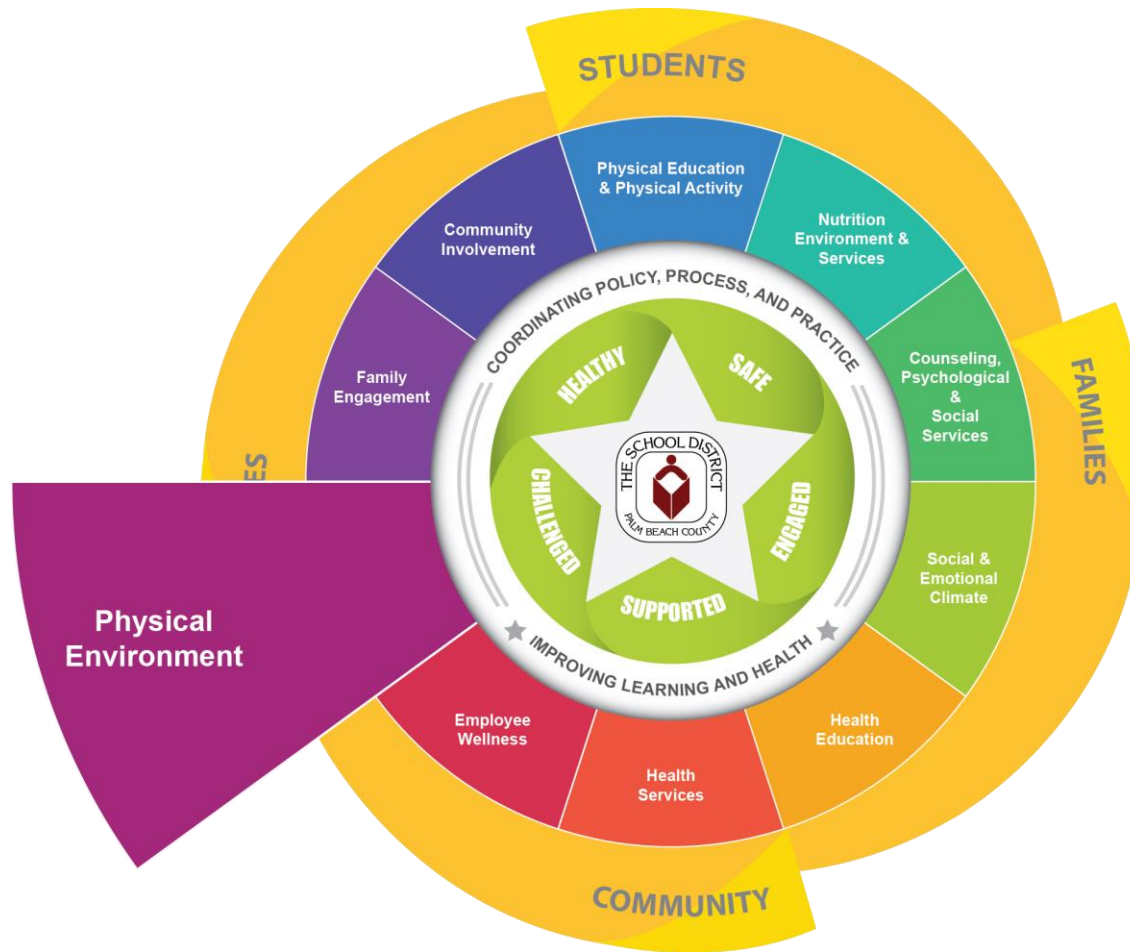 STUDENTS
FAMILIES
COMMUNITY
ES
Physical Education
& Physical Activity
Nutrition
Environment &
Services
Counseling,
Psychological
&
Social
Services
Social &
Emotional
Climate
Health
Education
Health
Services
Employee
Wellness
Physical
Environment
Family
Engagement
Community
Involvement
COORDINATING POLICY, PROCESS, AND PRACTICE
IMPROVING LEARNING AND HEALTH
HEALTHY
SAFE
ENGAGED
SUPPORTED
CHALLENGED
THE SCHOOL DISTRICT
PALM BEACH COUNTY